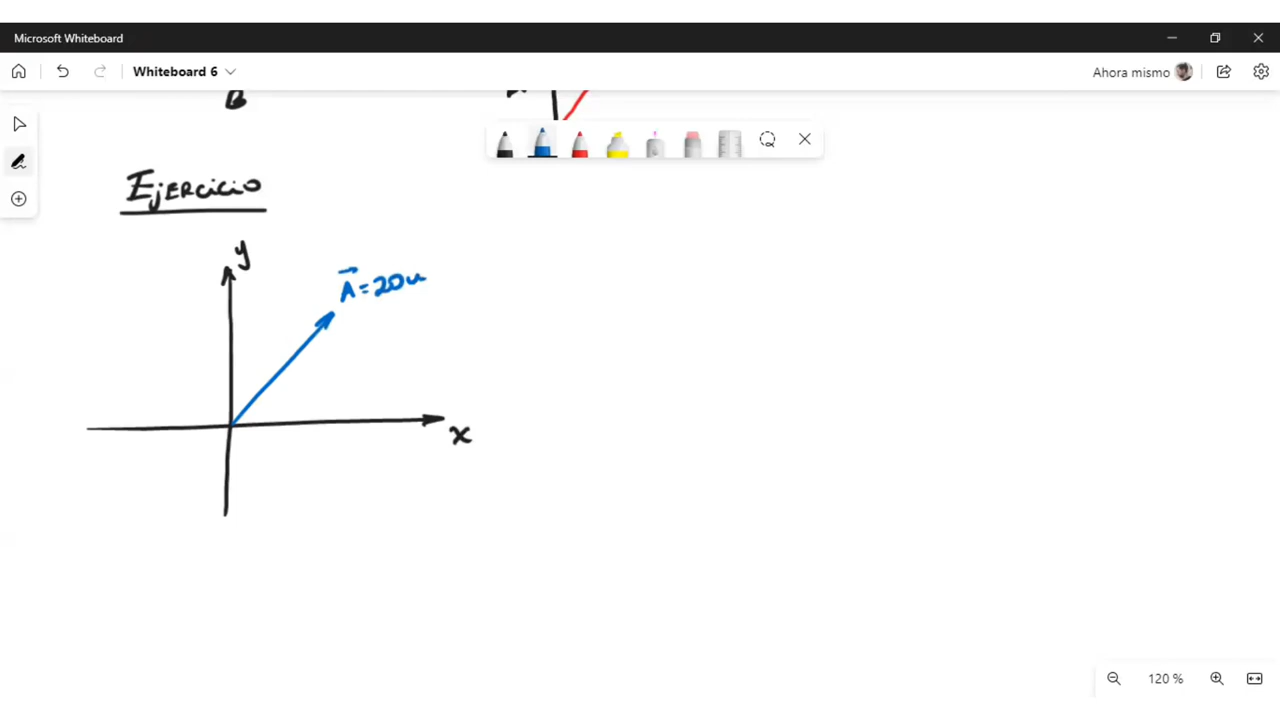 Microsoft Whiteboard
Whiteboard 6
Ahora mismo
B
Ejercicio
y
A⃗ = 20u
x
120 %